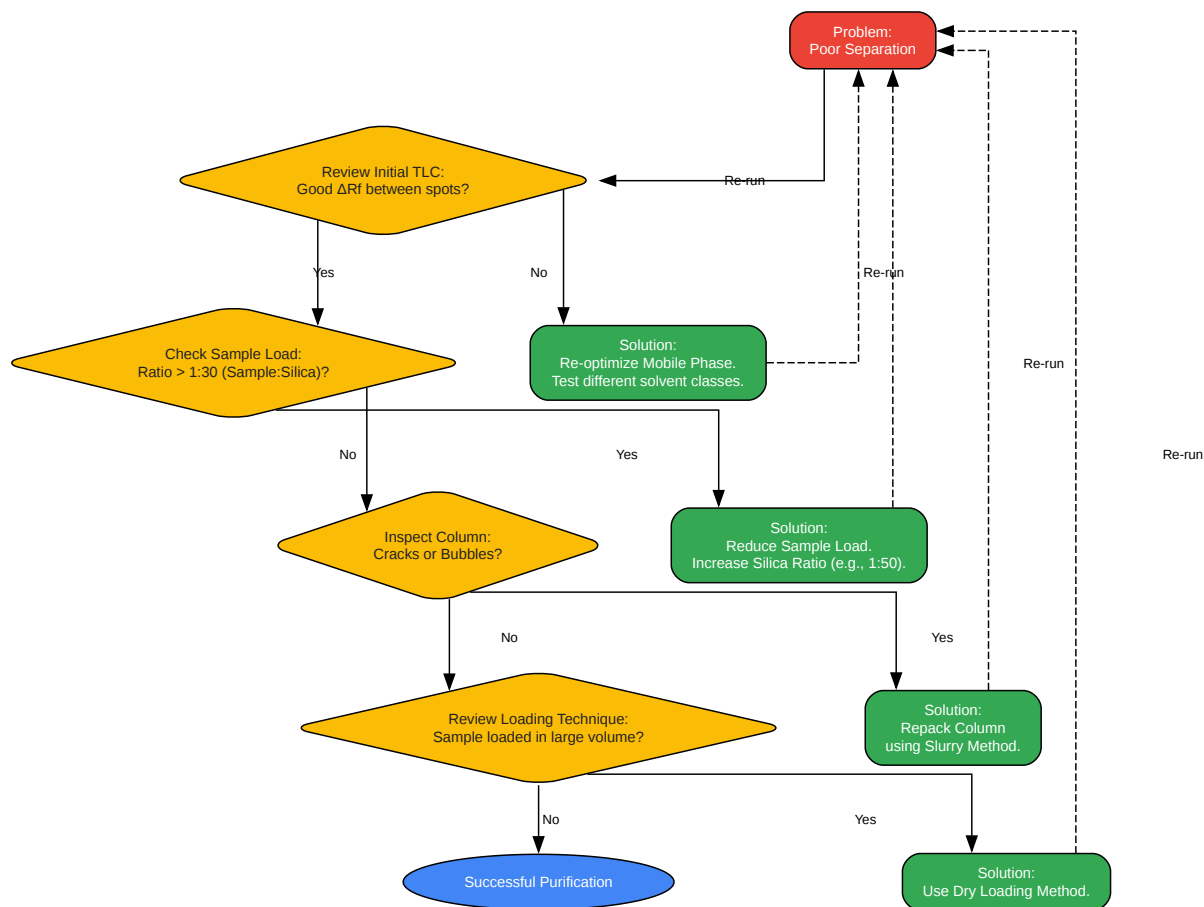 Problem:
Poor Separation
Review Initial TLC:
Good ΔRf between spots?
Re-run
Yes
No
Re-run
Solution:
Re-optimize Mobile Phase.
Test different solvent classes.
Check Sample Load:
Ratio > 1:30 (Sample:Silica)?
Re-run
No
Yes
Re-run
Inspect Column:
Cracks or Bubbles?
Solution:
Reduce Sample Load.
Increase Silica Ratio (e.g., 1:50).
No
Yes
Review Loading Technique:
Sample loaded in large volume?
Solution:
Repack Column
using Slurry Method.
No
Yes
Successful Purification
Solution:
Use Dry Loading Method.